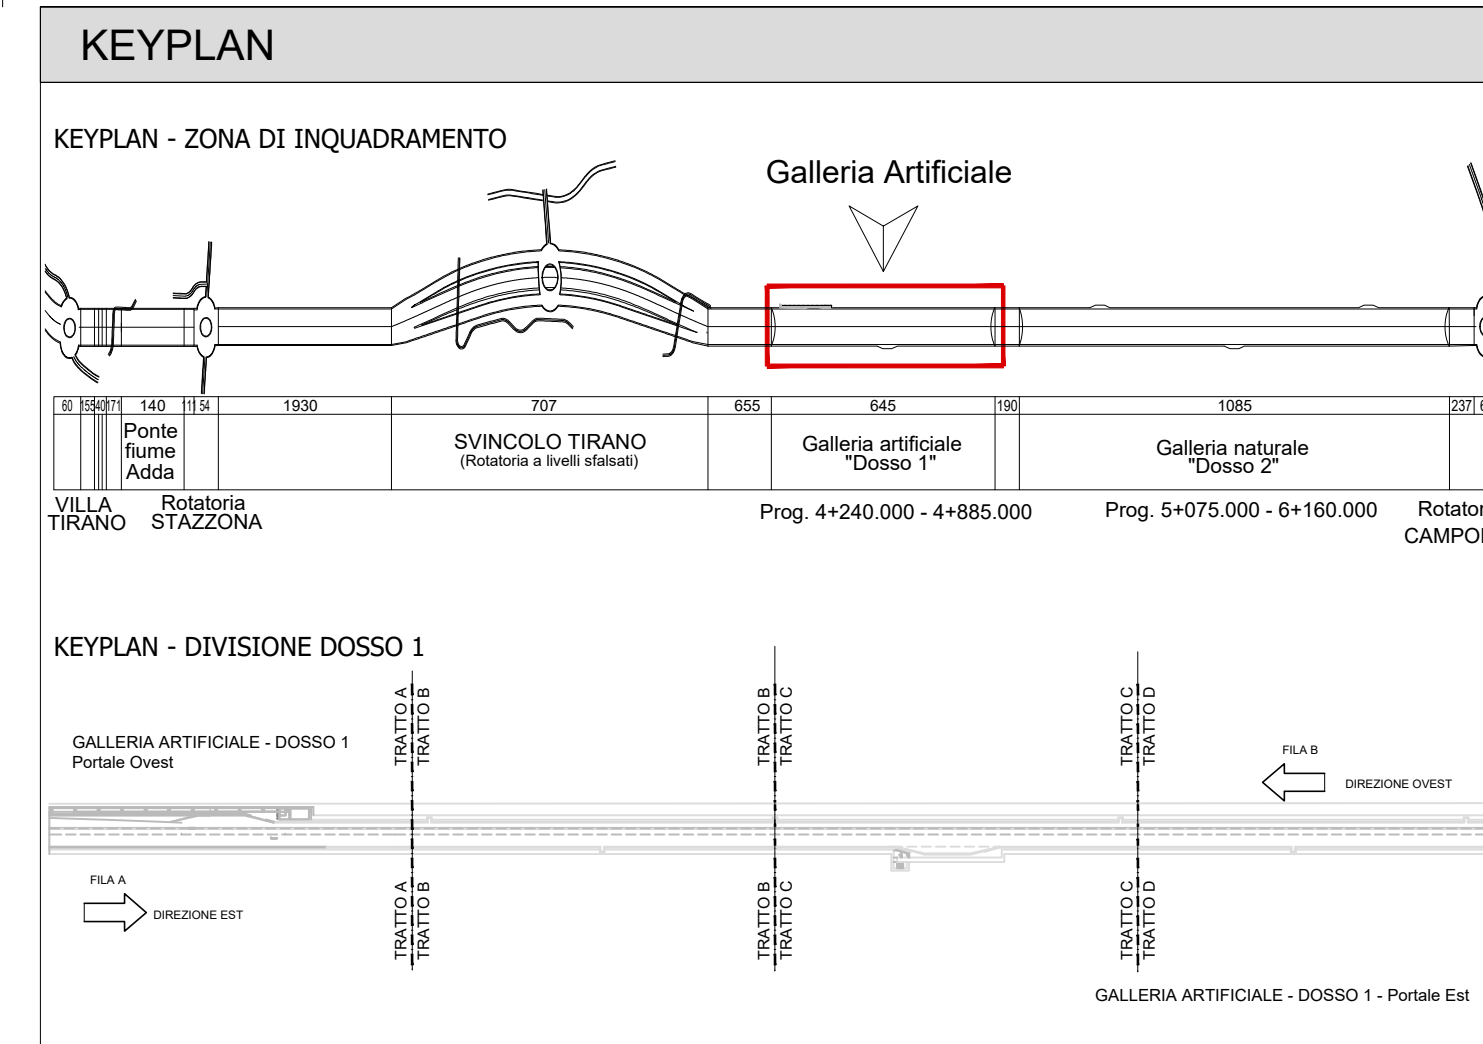 KEYPLAN
KEYPLAN - ZONA DI INQUADRAMENTO
Galleria Artificiale
60 155 40 171 140 111 54 1930 707 655 645 190 1085 237
Ponte
fiume
Adda
SVINCOLO TIRANO
(Rotatoria a livelli sfalsati)
Galleria artificiale
"Dosso 1"
Galleria naturale
"Dosso 2"
VILLA
TIRANO
Rotatoria
STAZZONA
Prog. 4+240.000 - 4+885.000
Prog. 5+075.000 - 6+160.000
KEYPLAN - DIVISIONE DOSSO 1
TRATTO A
TRATTO B
TRATTO B
TRATTO C
TRATTO C
TRATTO D
GALLERIA ARTIFICIALE - DOSSO 1
Portale Ovest
FILA B
DIREZIONE OVEST
FILA A
DIREZIONE EST
TRATTO A
TRATTO B
TRATTO B
TRATTO C
TRATTO C
TRATTO D
GALLERIA ARTIFICIALE - DOSSO 1 - Portale Est